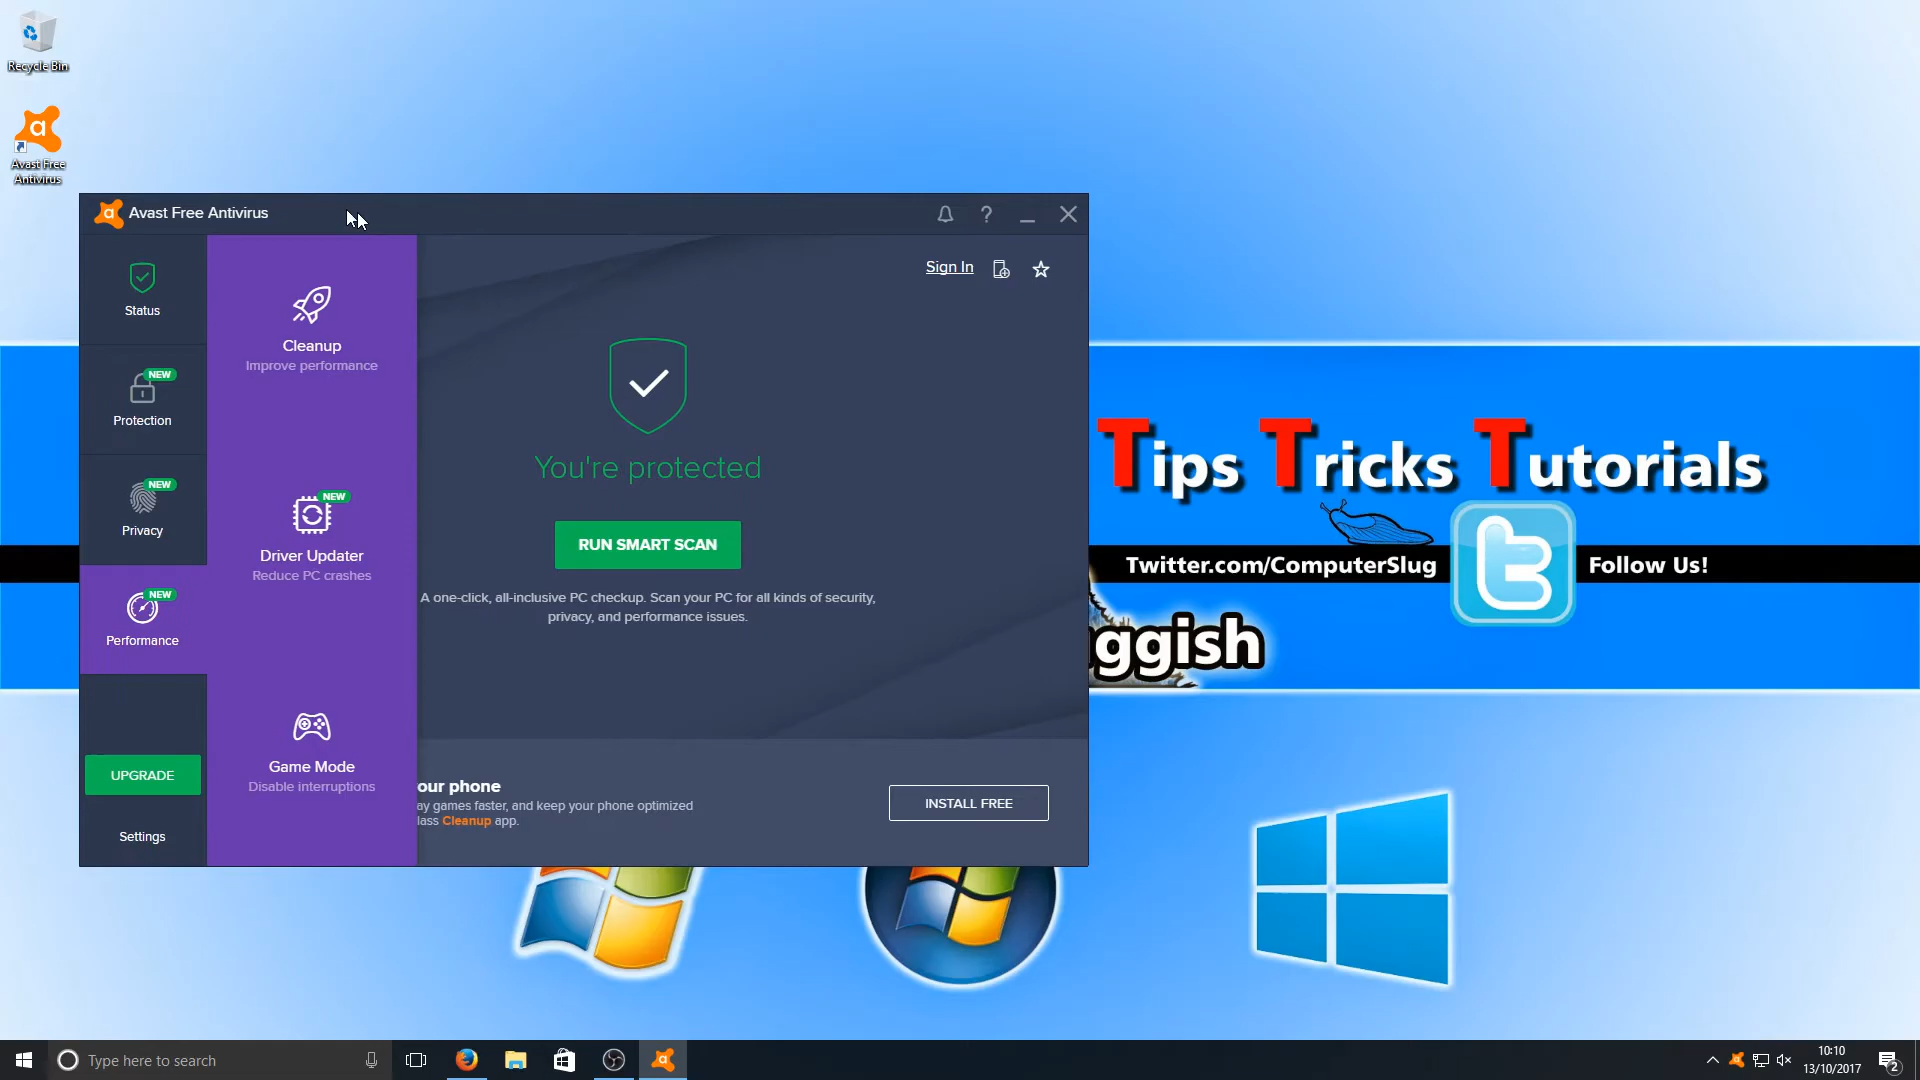 Recycle Bin
a
Avast Free
Antivirus
a
Avast Free Antivirus
?
Sign In
Status
NEW
Protection
NEW
Privacy
NEW
Performance
UPGRADE
Settings
Cleanup
Improve performance
NEW
Driver Updater
Reduce PC crashes
Game Mode
Disable interruptions
You're protected
RUN SMART SCAN
A one-click, all-inclusive PC checkup. Scan your PC for all kinds of security,
privacy, and performance issues.
our phone
ay games faster, and keep your phone optimized
lass Cleanup app.
INSTALL FREE
Tips Tricks Tutorials
Twitter.com/ComputerSlug
t
Follow Us!
ggish
Type here to search
a
a
10:10
13/10/2017
2